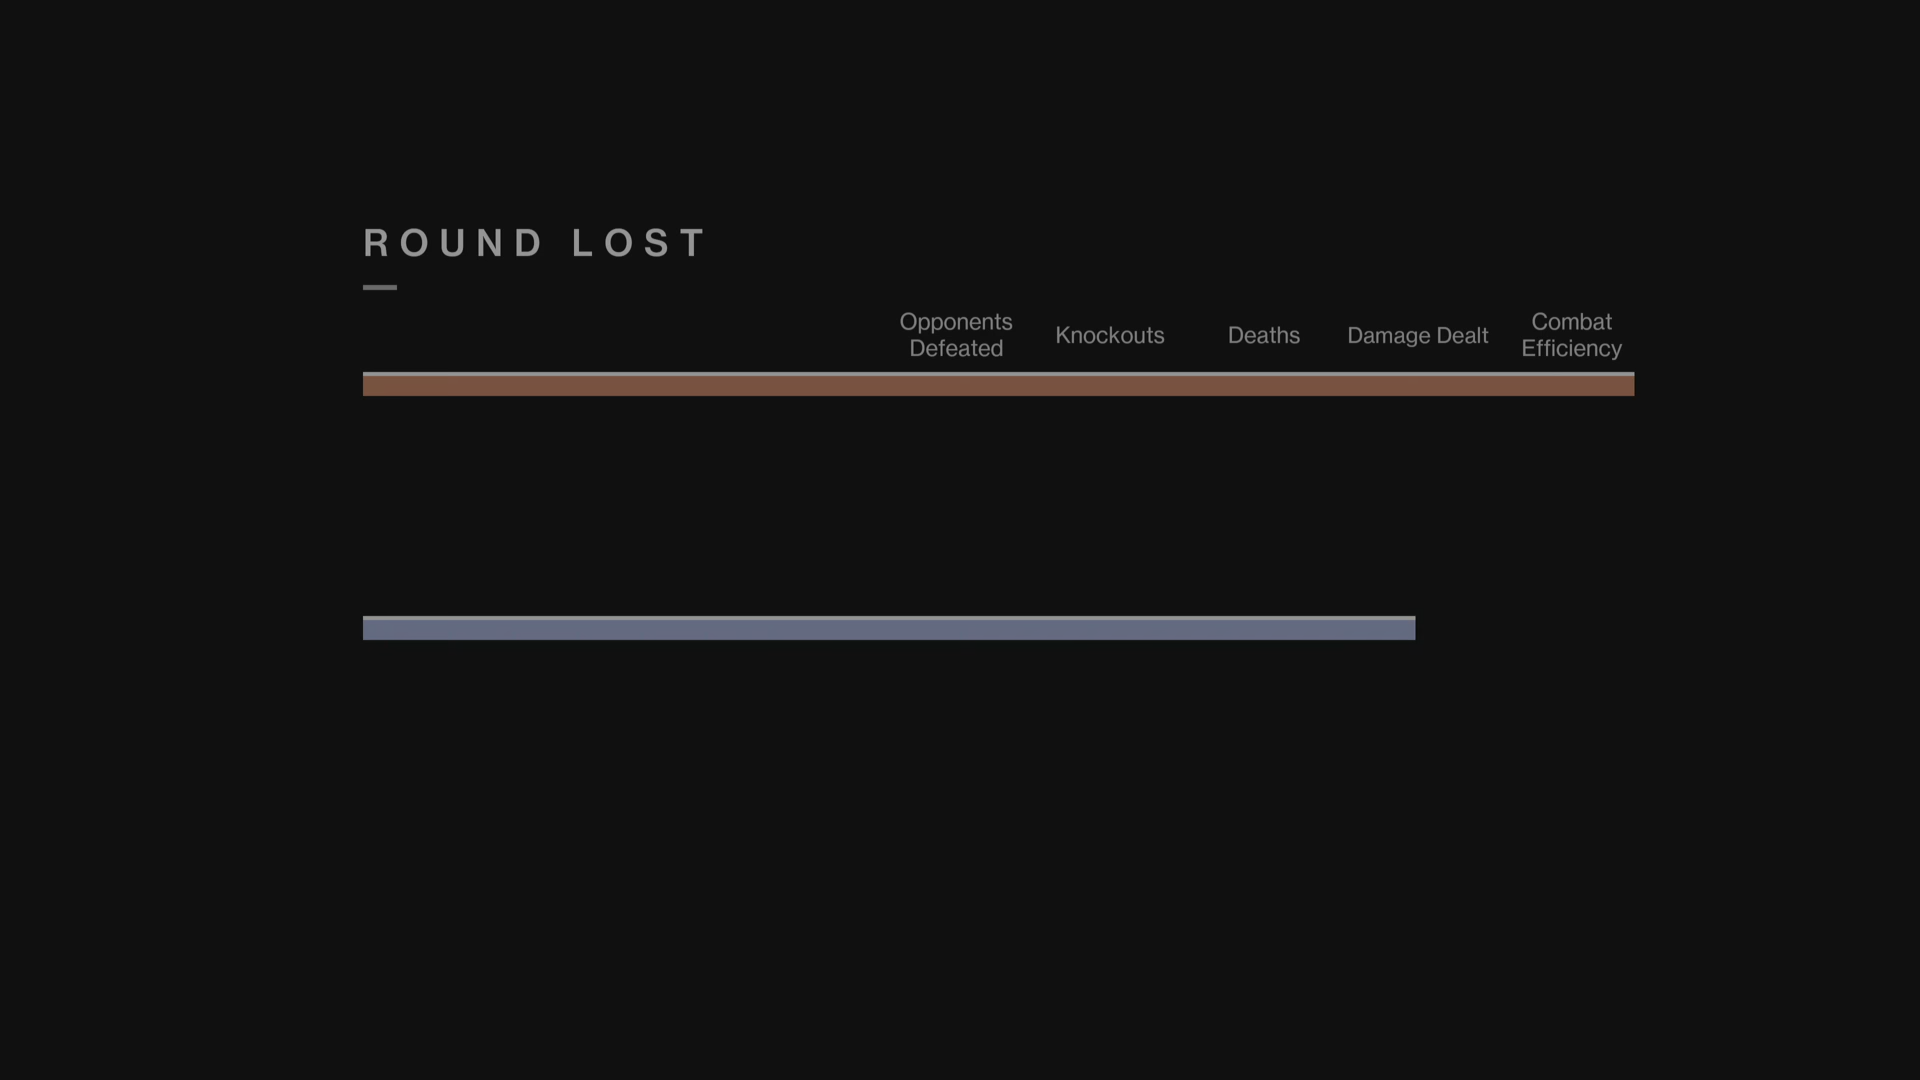 ROUND LOST
Opponents Defeated
Knockouts
Deaths
Damage Dealt
Combat Efficiency